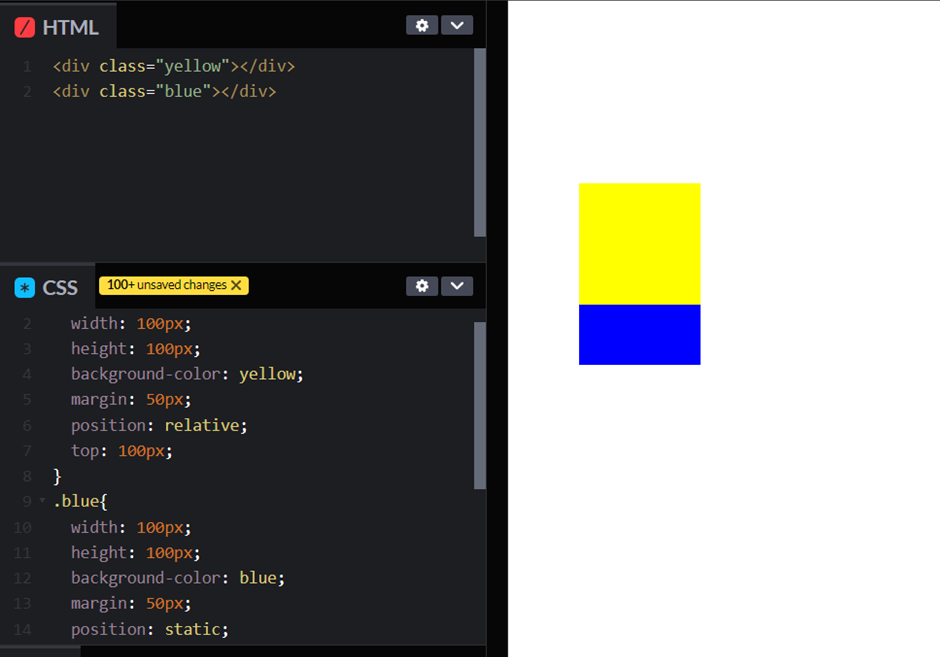 HTML
1 <div class="yellow"></div>
2 <div class="blue"></div>
CSS 100+ unsaved changes X
2 width: 100px;
3 height: 100px;
4 background-color: yellow;
5 margin: 50px;
6 position: relative;
7 top: 100px;
8 }
9 .blue{
10 width: 100px;
11 height: 100px;
12 background-color: blue;
13 margin: 50px;
14 position: static;